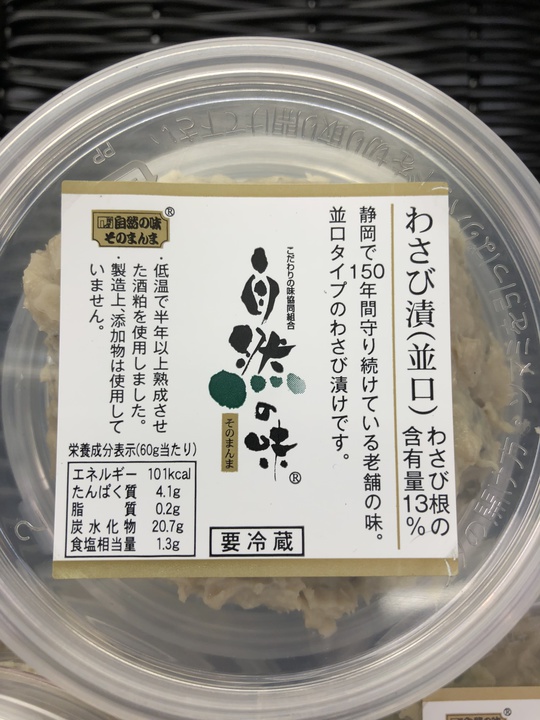 わさび漬(並口)
わさび根の
含有量13%
静岡で150年間守り続けている老舗の味。
並口タイプのわさび漬けです。
こだわりの味協同組合
自然の味
そのまんま
®
自然の味
そのまんま
®
・低温で半年以上熟成させ
た酒粕を使用しました。
・製造上、添加物は使用して
いません。
栄養成分表示(60g当たり)
エネルギー 101kcal
たんぱく質 4.1g
脂質 0.2g
炭水化物 20.7g
食塩相当量 1.3g
要冷蔵
PP